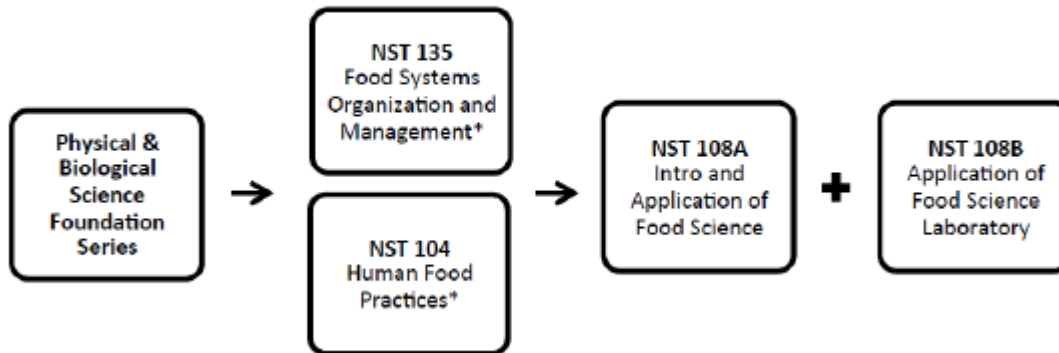 Physical &
Biological
Science
Foundation
Series
NST 135
Food Systems
Organization and
Management*
NST 104
Human Food
Practices*
NST 108A
Intro and
Application of
Food Science
NST 108B
Application of
Food Science
Laboratory